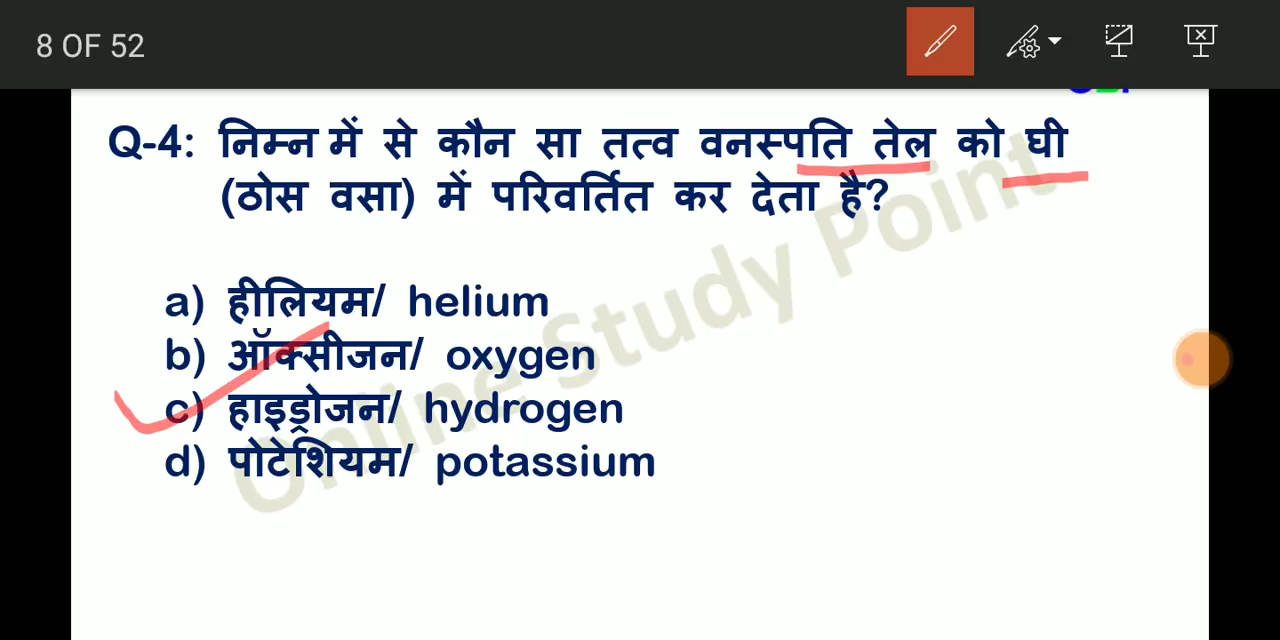 8 OF 52
Q-4: निम्न में से कौन सा तत्व वनस्पति तेल को घी
(ठोस वसा) में परिवर्तित कर देता है?
a) हीलियम/ helium
b) ऑक्सीजन/ oxygen
c) हाइड्रोजन/ hydrogen
d) पोटेशियम/ potassium
Online Study Point